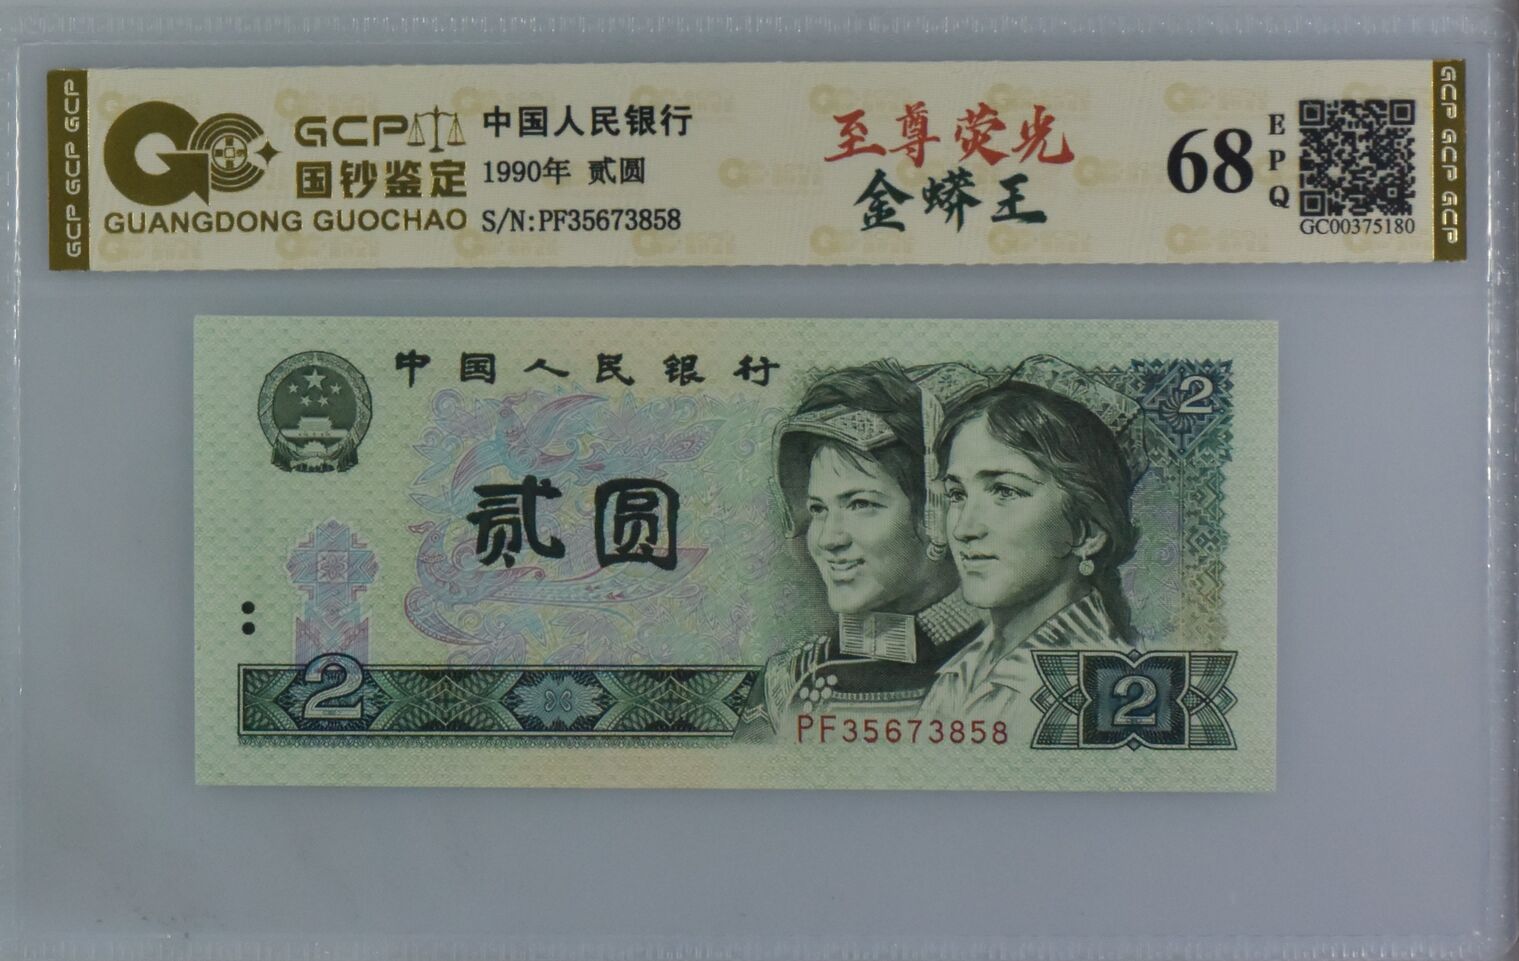 GCP GCP GCP
GCP
国钞鉴定
GUANGDONG GUOCHAO
中国人民银行
1990年 贰圆
S/N:PF35673858
至尊荧光
金蟒王
68
EPQ
GC00375180
GCP GCP GCP
中国人民银行
2
贰圆
2
2
PF35673858